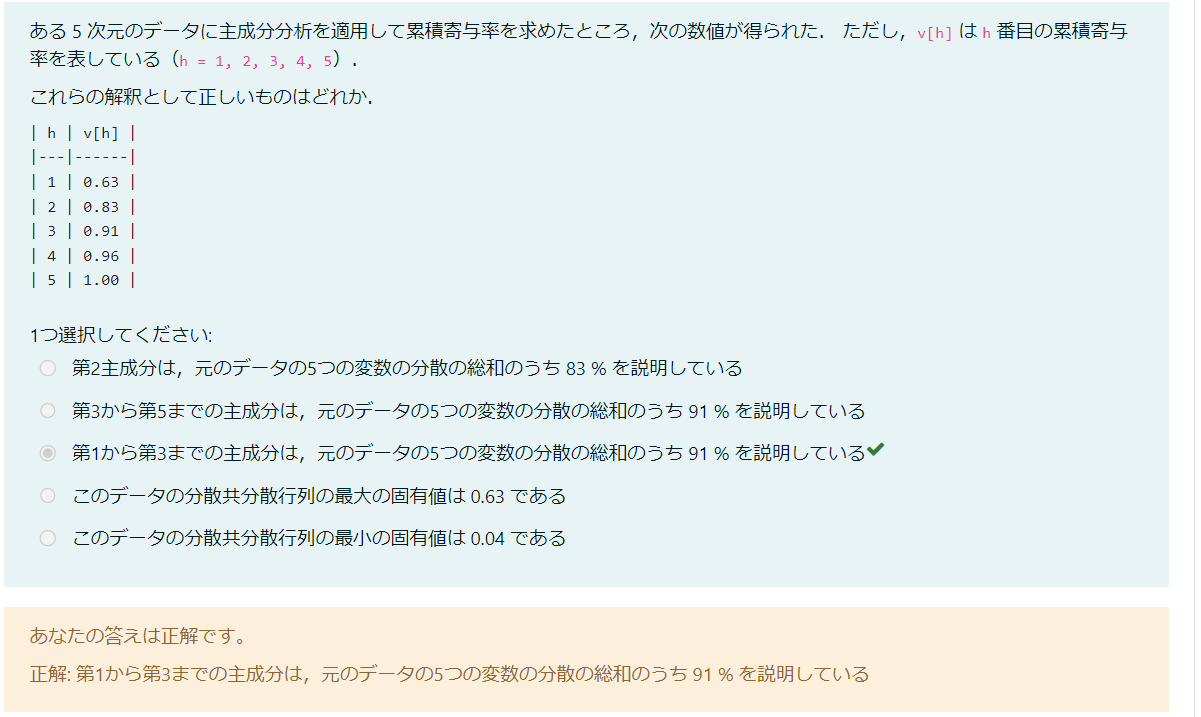 ある 5 次元のデータに主成分分析を適用して累積寄与率を求めたところ，次の数値が得られた． ただし，v[h] は h 番目の累積寄与
率を表している（h = 1, 2, 3, 4, 5）．
これらの解釈として正しいものはどれか．
| h | v[h] |
|---|------|
| 1 | 0.63 |
| 2 | 0.83 |
| 3 | 0.91 |
| 4 | 0.96 |
| 5 | 1.00 |
1つ選択してください:
第2主成分は，元のデータの5つの変数の分散の総和のうち 83 % を説明している
第3から第5までの主成分は，元のデータの5つの変数の分散の総和のうち 91 % を説明している
第1から第3までの主成分は，元のデータの5つの変数の分散の総和のうち 91 % を説明している
このデータの分散共分散行列の最大の固有値は 0.63 である
このデータの分散共分散行列の最小の固有値は 0.04 である
あなたの答えは正解です。
正解: 第1から第3までの主成分は，元のデータの5つの変数の分散の総和のうち 91 % を説明している